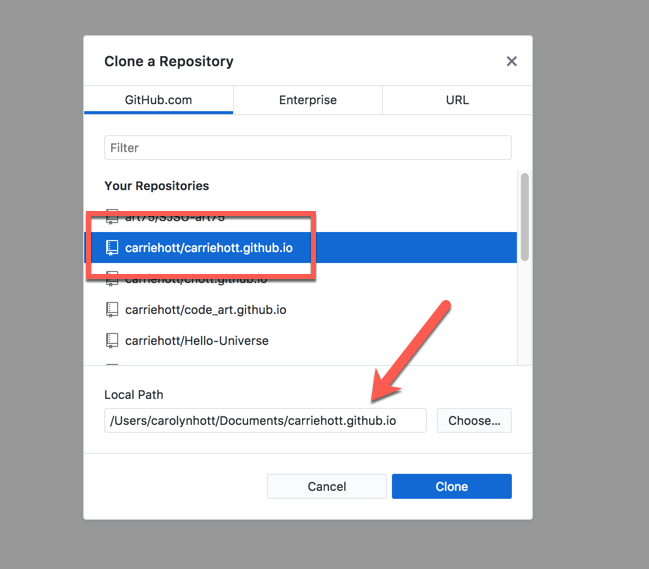 Clone a Repository
GitHub.com Enterprise URL
Filter
Your Repositories
art75/SJSU-art75
carriehott/carriehott.github.io
carriehott/chott.github.io
carriehott/code_art.github.io
carriehott/Hello-Universe
Local Path
/Users/carolynhott/Documents/carriehott.github.io Choose...
Cancel Clone